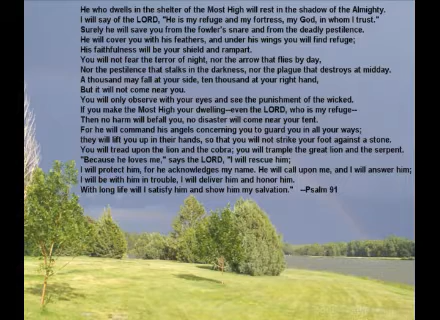 He who dwells in the shelter of the Most High will rest in the shadow of the Almighty.
I will say of the LORD, "He is my refuge and my fortress, my God, in whom I trust."
Surely he will save you from the fowler's snare and from the deadly pestilence.
He will cover you with his feathers, and under his wings you will find refuge;
His faithfulness will be your shield and rampart.
You will not fear the terror of night, nor the arrow that flies by day,
Nor the pestilence that stalks in the darkness, nor the plague that destroys at midday.
A thousand may fall at your side, ten thousand at your right hand,
But it will not come near you.
You will only observe with your eyes and see the punishment of the wicked.
If you make the Most High your dwelling--even the LORD, who is my refuge--
Then no harm will befall you, no disaster will come near your tent.
For he will command his angels concerning you to guard you in all your ways;
they will lift you up in their hands, so that you will not strike your foot against a stone.
You will tread upon the lion and the cobra; you will trample the great lion and the serpent.
"Because he loves me," says the LORD, "I will rescue him;
I will protect him, for he acknowledges my name. He will call upon me, and I will answer him;
I will be with him in trouble, I will deliver him and honor him.
With long life will I satisfy him and show him my salvation." --Psalm 91